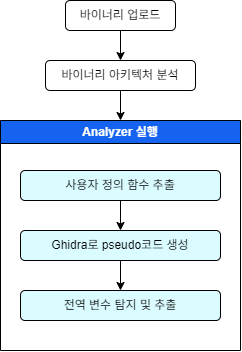 바이너리 업로드
바이너리 아키텍처 분석
Analyzer 실행
사용자 정의 함수 추출
Ghidra로 pseudo코드 생성
전역 변수 탐지 및 추출